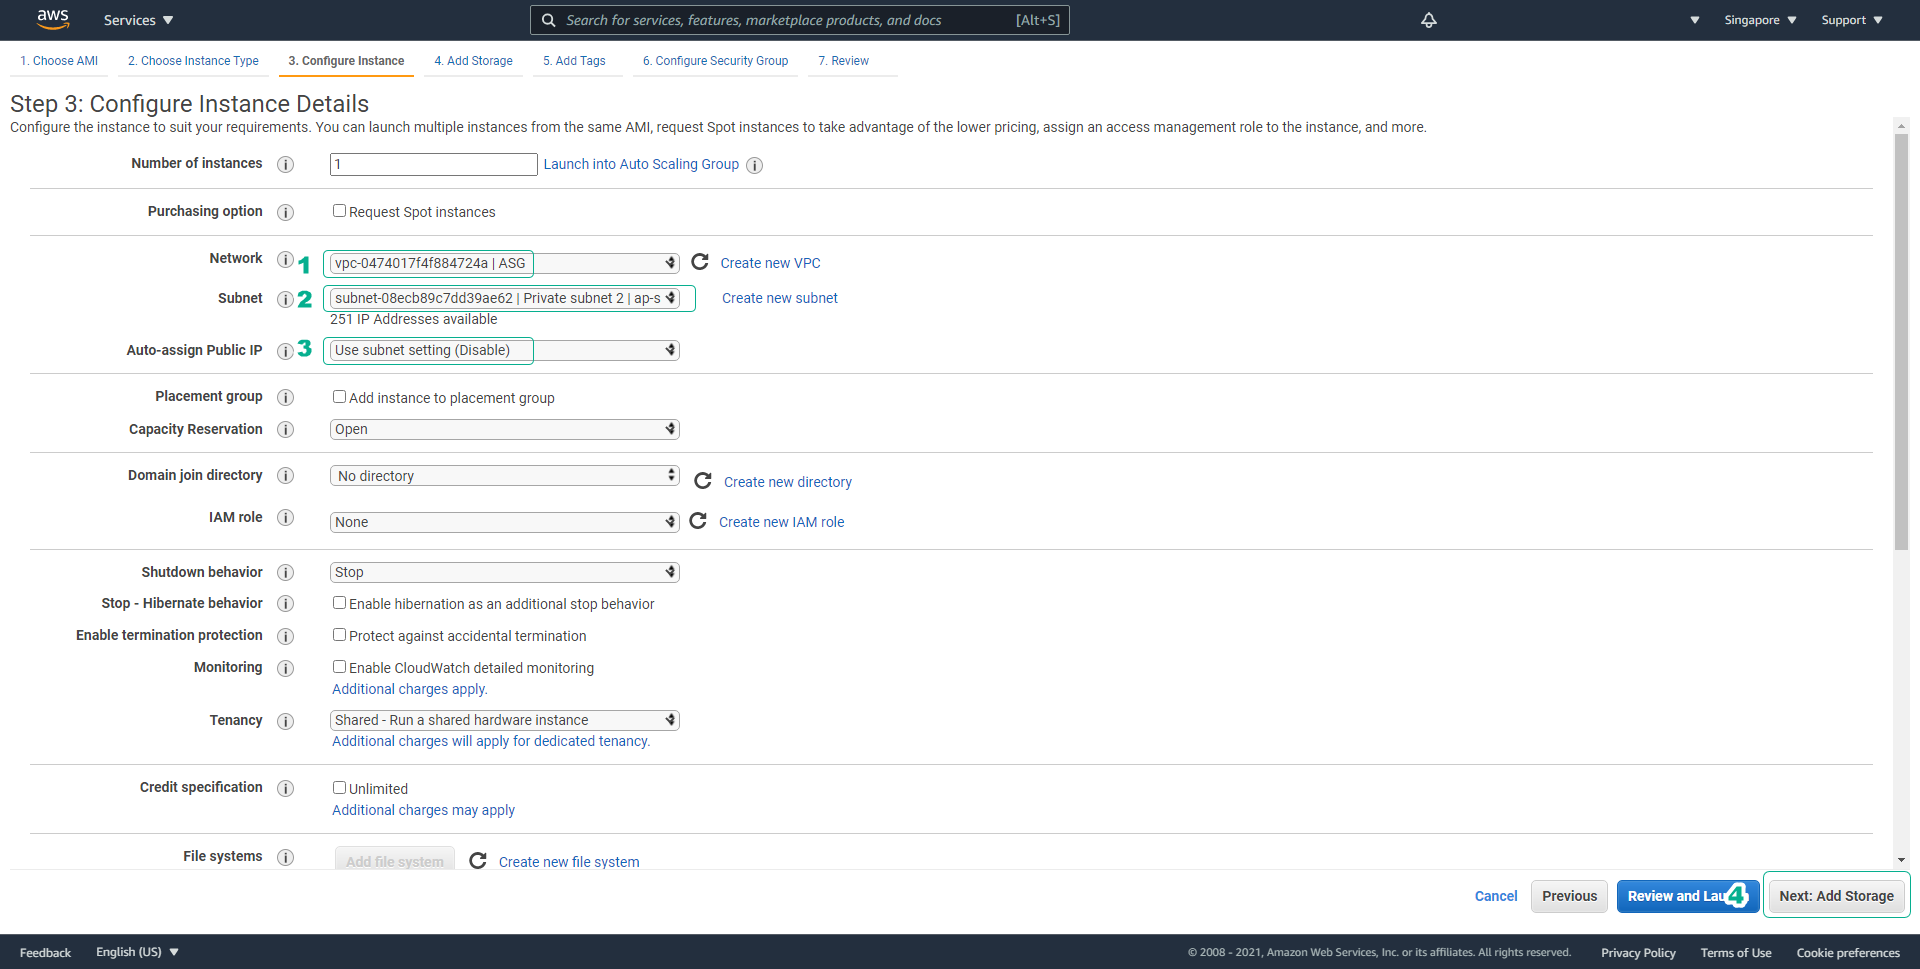 aws Services Search for services, features, marketplace products, and docs [Alt+S] Singapore Support
1. Choose AMI 2. Choose Instance Type 3. Configure Instance 4. Add Storage 5. Add Tags 6. Configure Security Group 7. Review
Step 3: Configure Instance Details
Configure the instance to suit your requirements. You can launch multiple instances from the same AMI, request Spot instances to take advantage of the lower pricing, assign an access management role to the instance, and more.
Number of instances i 1 Launch into Auto Scaling Group i
Purchasing option i Request Spot instances
Network i 1 vpc-0474017f4f884724a | ASG Create new VPC
Subnet i 2 subnet-08ecb89c7dd39ae62 | Private subnet 2 | ap-s Create new subnet
251 IP Addresses available
Auto-assign Public IP i 3 Use subnet setting (Disable)
Placement group i Add instance to placement group
Capacity Reservation i Open
Domain join directory i No directory Create new directory
IAM role i None Create new IAM role
Shutdown behavior i Stop
Stop - Hibernate behavior i Enable hibernation as an additional stop behavior
Enable termination protection i Protect against accidental termination
Monitoring i Enable CloudWatch detailed monitoring
Additional charges apply.
Tenancy i Shared - Run a shared hardware instance
Additional charges will apply for dedicated tenancy.
Credit specification i Unlimited
Additional charges may apply
File systems i Add file system Create new file system
Cancel Previous Review and Lau 4 Next: Add Storage
Feedback English (US) © 2008 - 2021, Amazon Web Services, Inc. or its affiliates. All rights reserved. Privacy Policy Terms of Use Cookie preferences